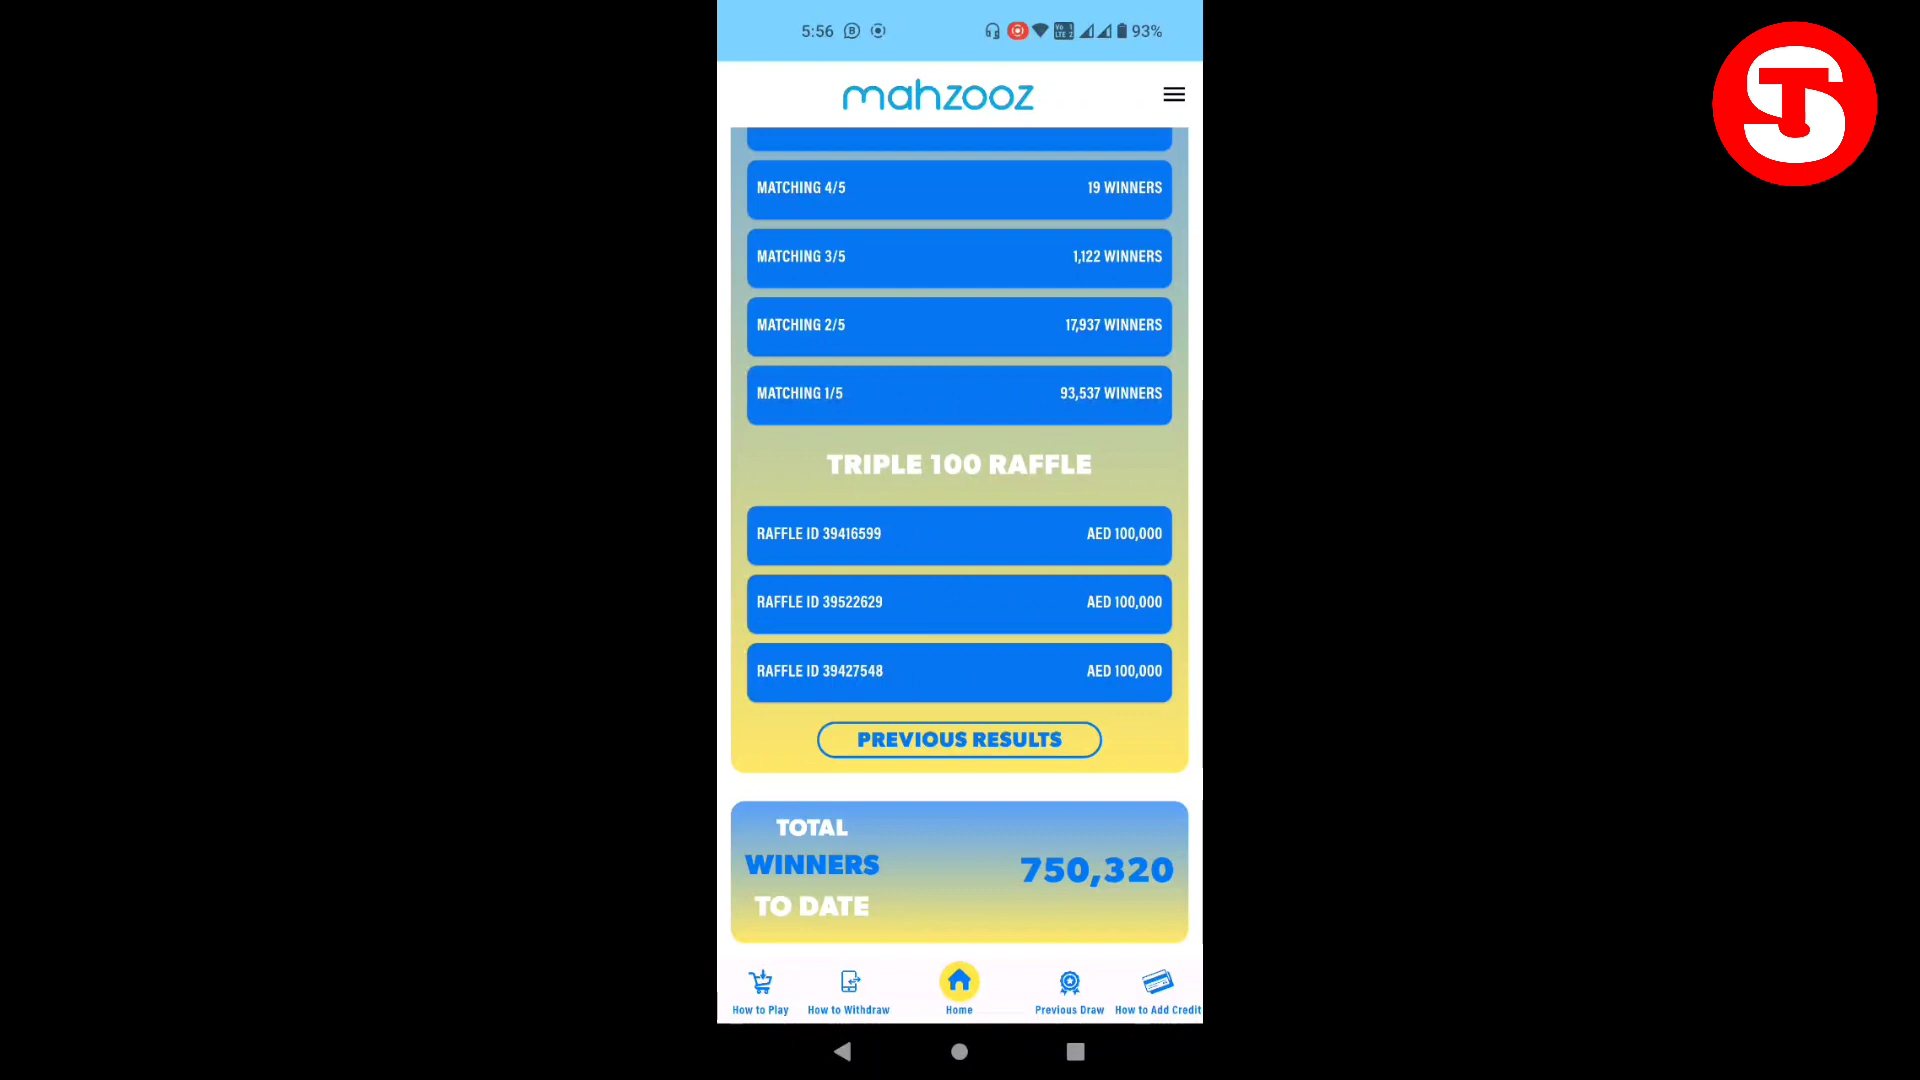 5:56
93%
mahzooz
MATCHING 4/5 19 WINNERS
MATCHING 3/5 1,122 WINNERS
MATCHING 2/5 17,937 WINNERS
MATCHING 1/5 93,537 WINNERS
TRIPLE 100 RAFFLE
RAFFLE ID 39416599 AED 100,000
RAFFLE ID 39522629 AED 100,000
RAFFLE ID 39427548 AED 100,000
PREVIOUS RESULTS
TOTAL
WINNERS 750,320
TO DATE
How to Play How to Withdraw Home Previous Draw How to Add Credit